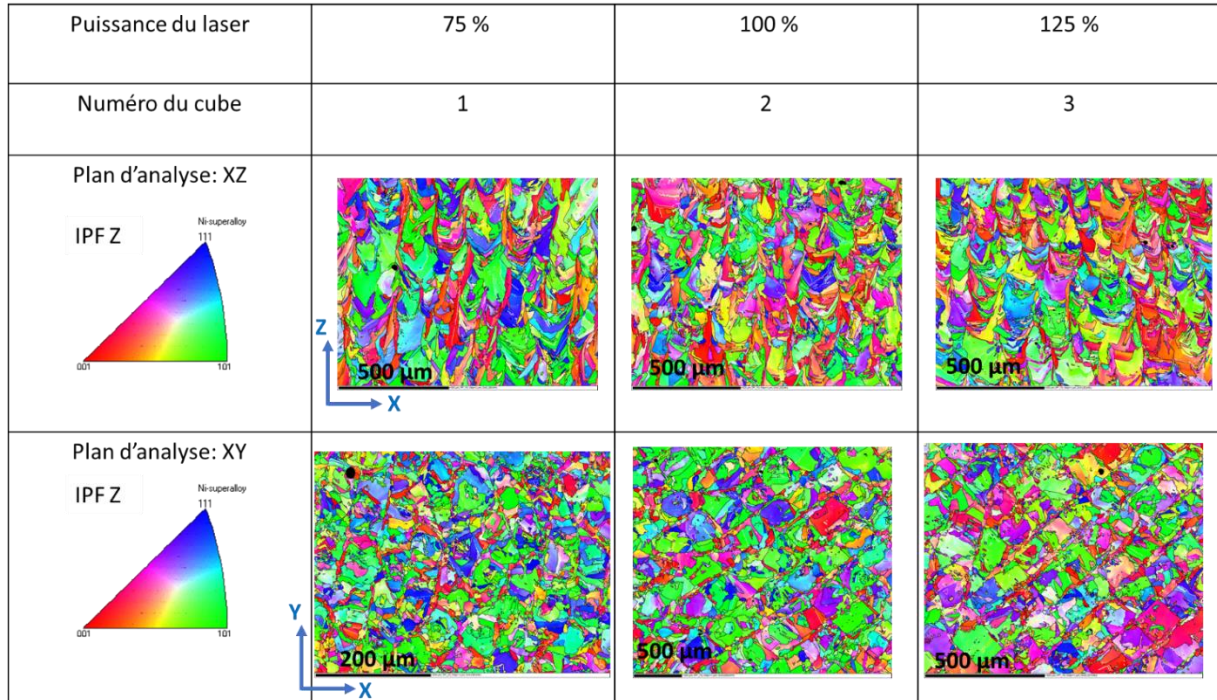 Puissance du laser
75 %
100 %
125 %
Numéro du cube
1
2
3
Plan d’analyse: XZ
IPF Z
Ni-superalloy
111
001
101
Z
X
500 µm
500 µm
500 µm
Plan d’analyse: XY
IPF Z
Ni-superalloy
111
001
101
Y
X
200 µm
500 µm
500 µm